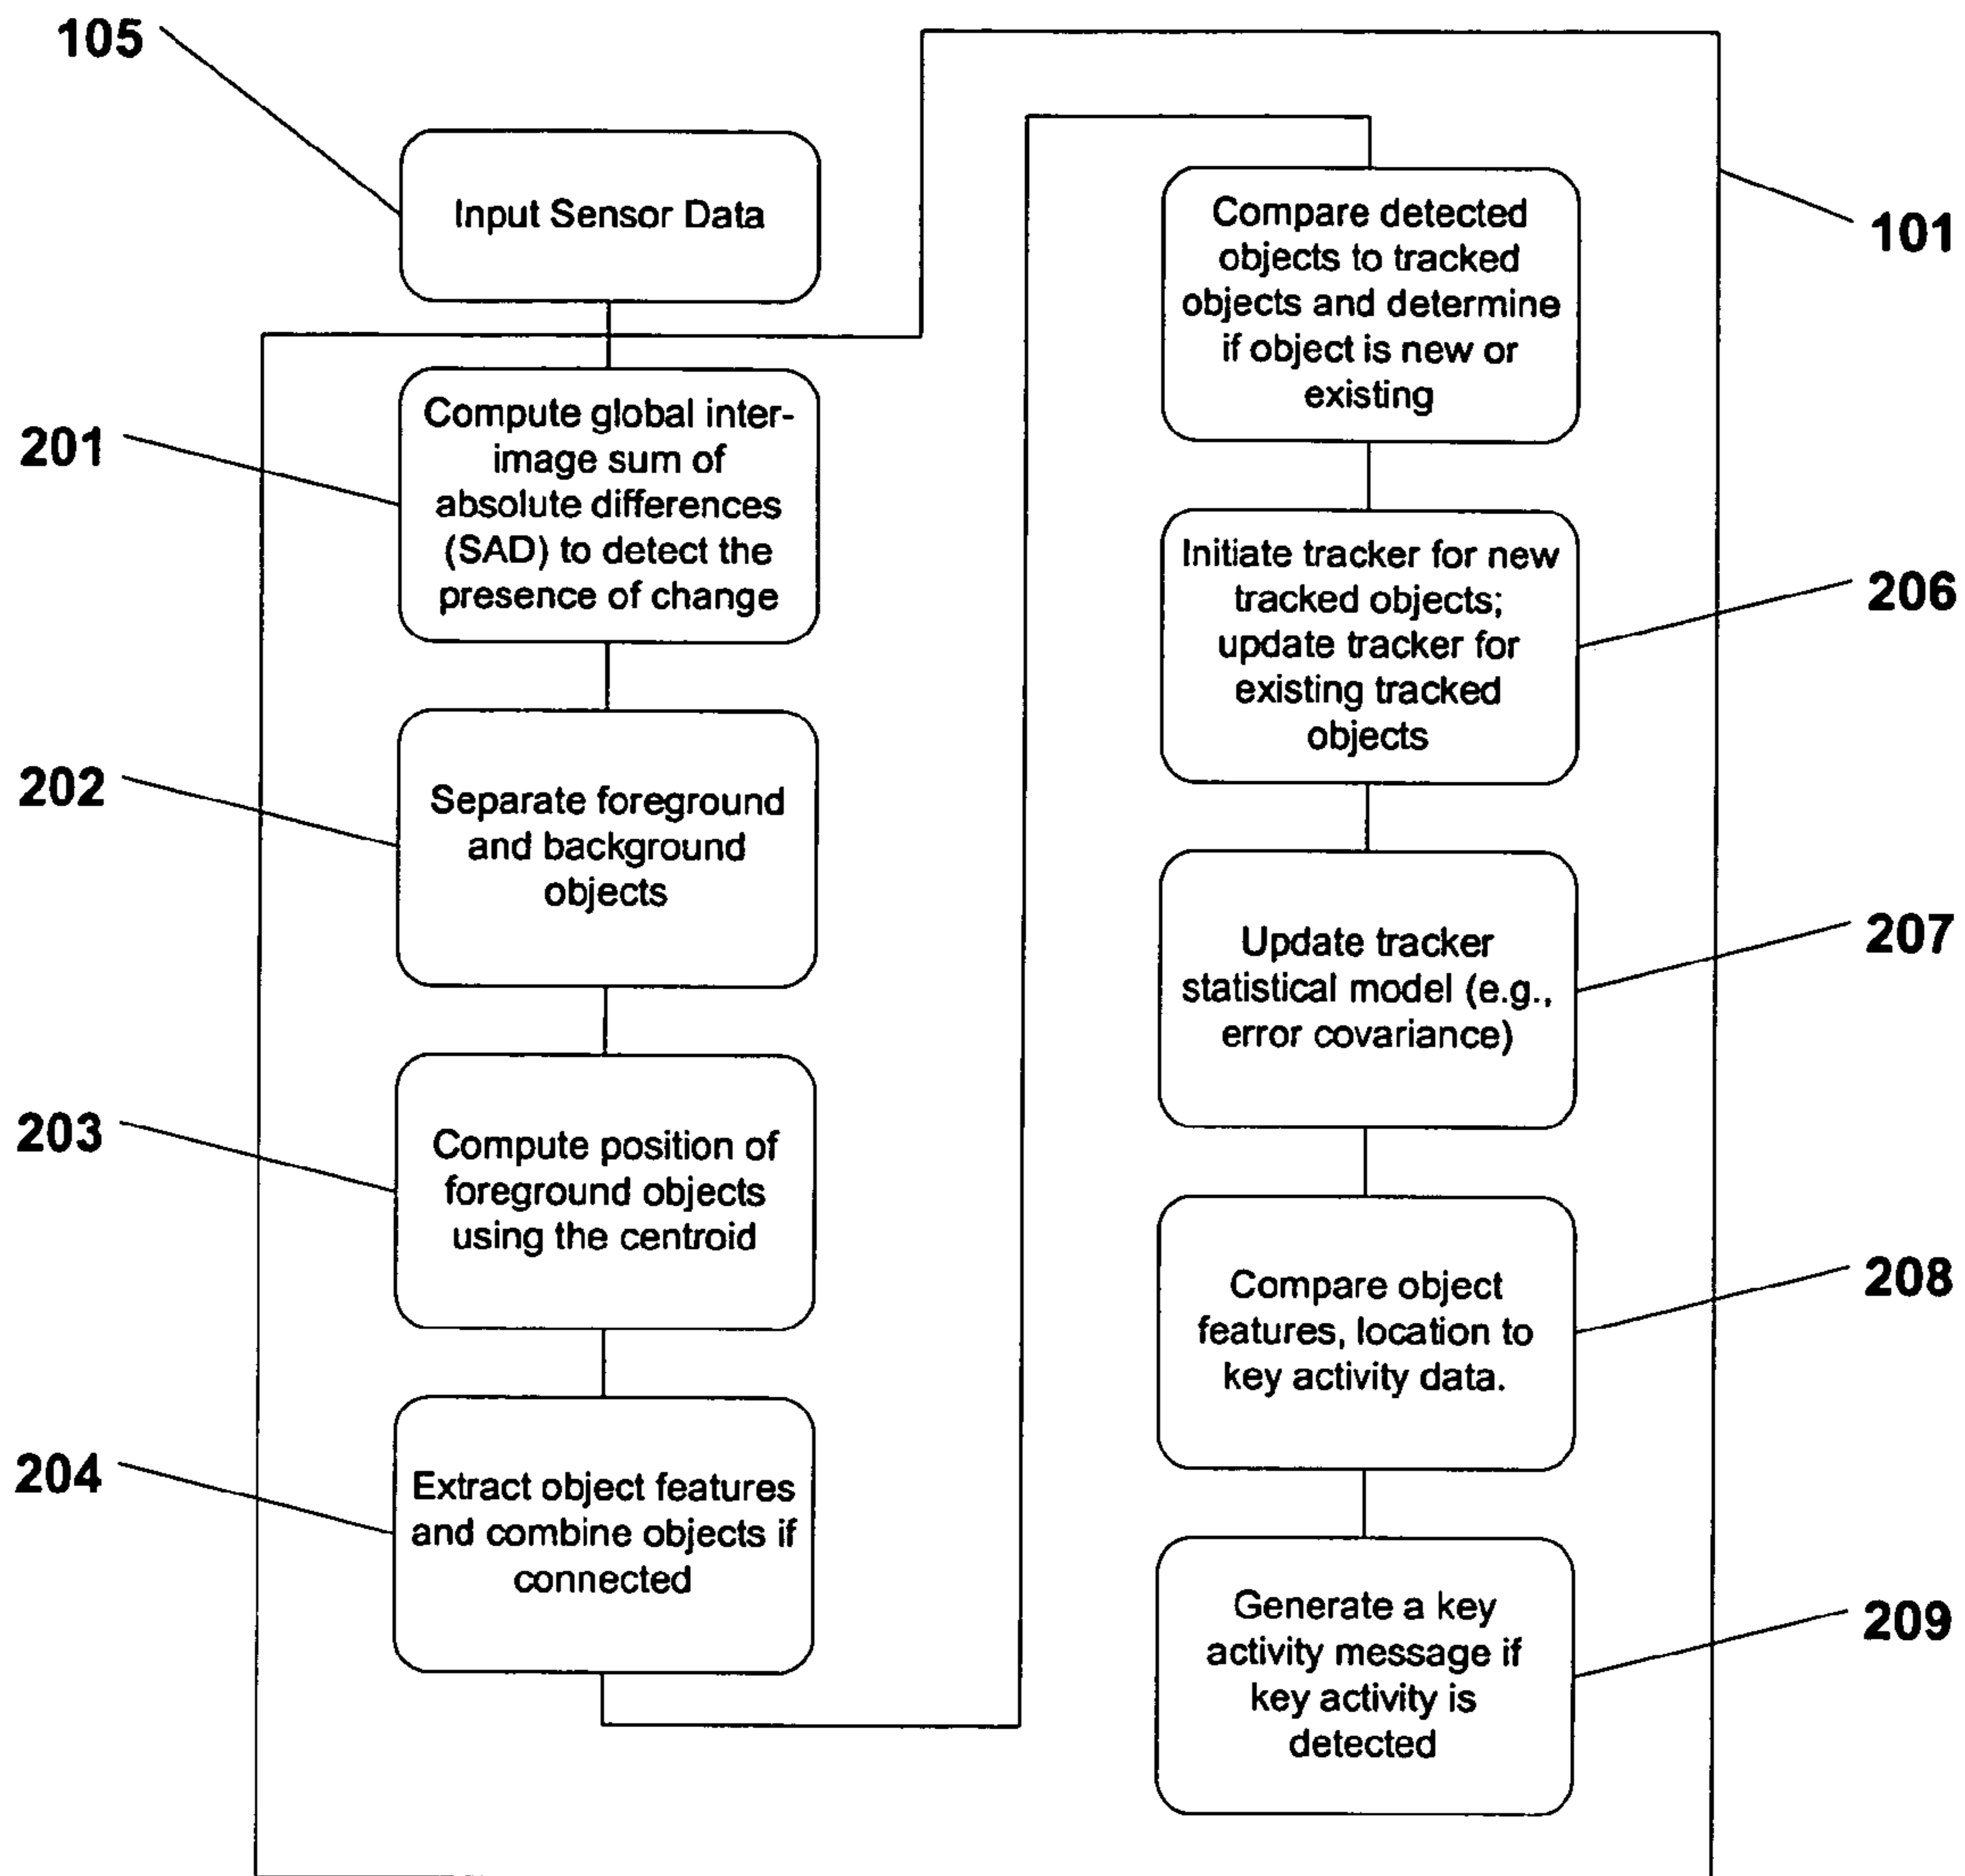 105
Input Sensor Data
201
Compute global inter-
image sum of
absolute differences
(SAD) to detect the
presence of change
202
Separate foreground
and background
objects
203
Compute position of
foreground objects
using the centroid
204
Extract object features
and combine objects if
connected
101
Compare detected
objects to tracked
objects and determine
if object is new or
existing
206
Initiate tracker for new
tracked objects;
update tracker for
existing tracked
objects
207
Update tracker
statistical model (e.g.,
error covariance)
208
Compare object
features, location to
key activity data.
209
Generate a key
activity message if
key activity is
detected